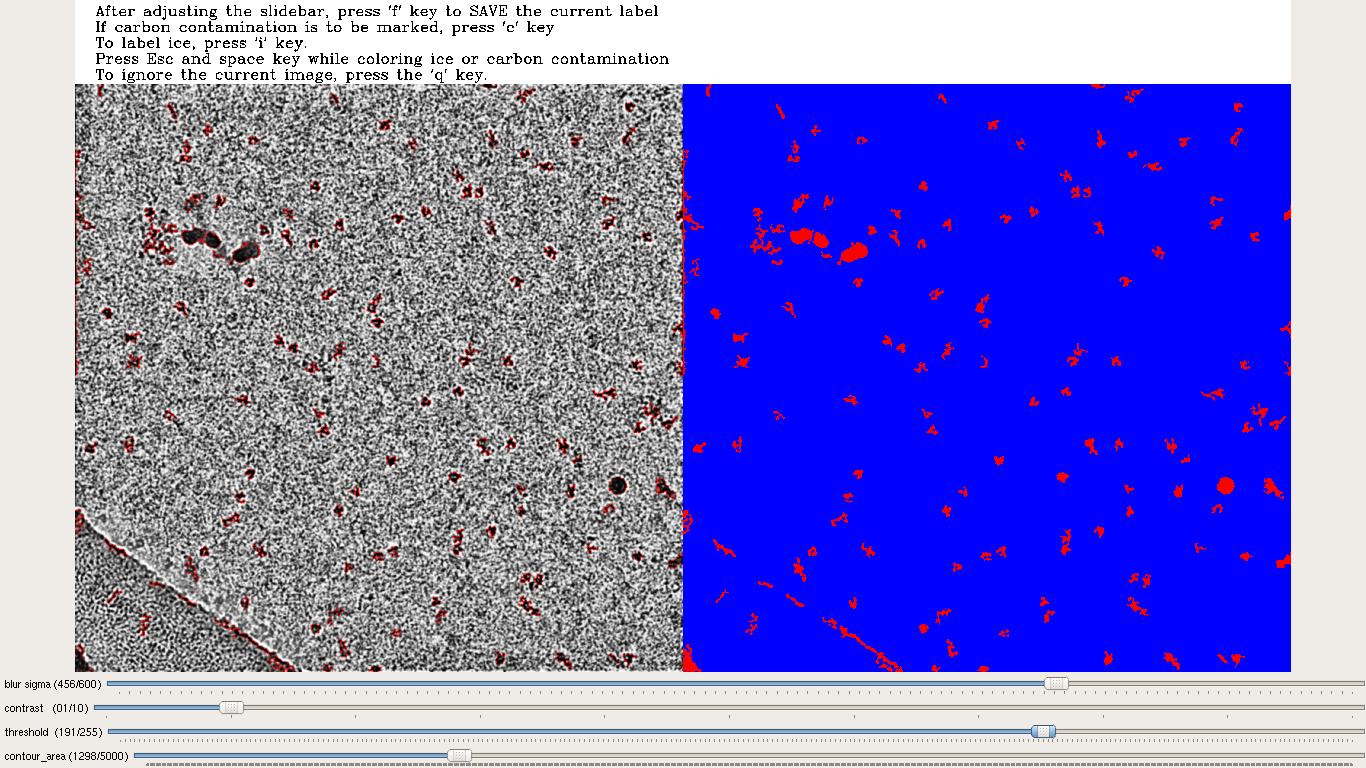 After adjusting the slidebar, press 'f' key to SAVE the current label
If carbon contamination is to be marked, press 'c' key
To label ice, press 'i' key.
Press Esc and space key while coloring ice or carbon contamination
To ignore the current image, press the 'q' key.
blur sigma (456/600)
contrast (01/10)
threshold (191/255)
contour_area (1298/5000)